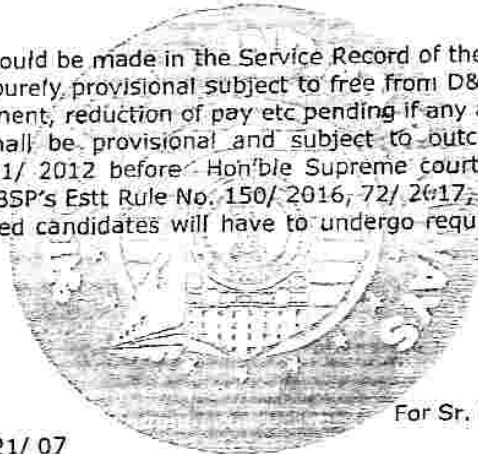 ould be made in the Service Record of the
purely provisional subject to free from D&
nent, reduction of pay etc pending if any a
hall be provisional and subject to outc
1/ 2012 before Hon'ble Supreme court
BSP's Estt Rule No. 150/ 2016, 72/ 2017,
ed candidates will have to undergo requ
For Sr.
21/ 07